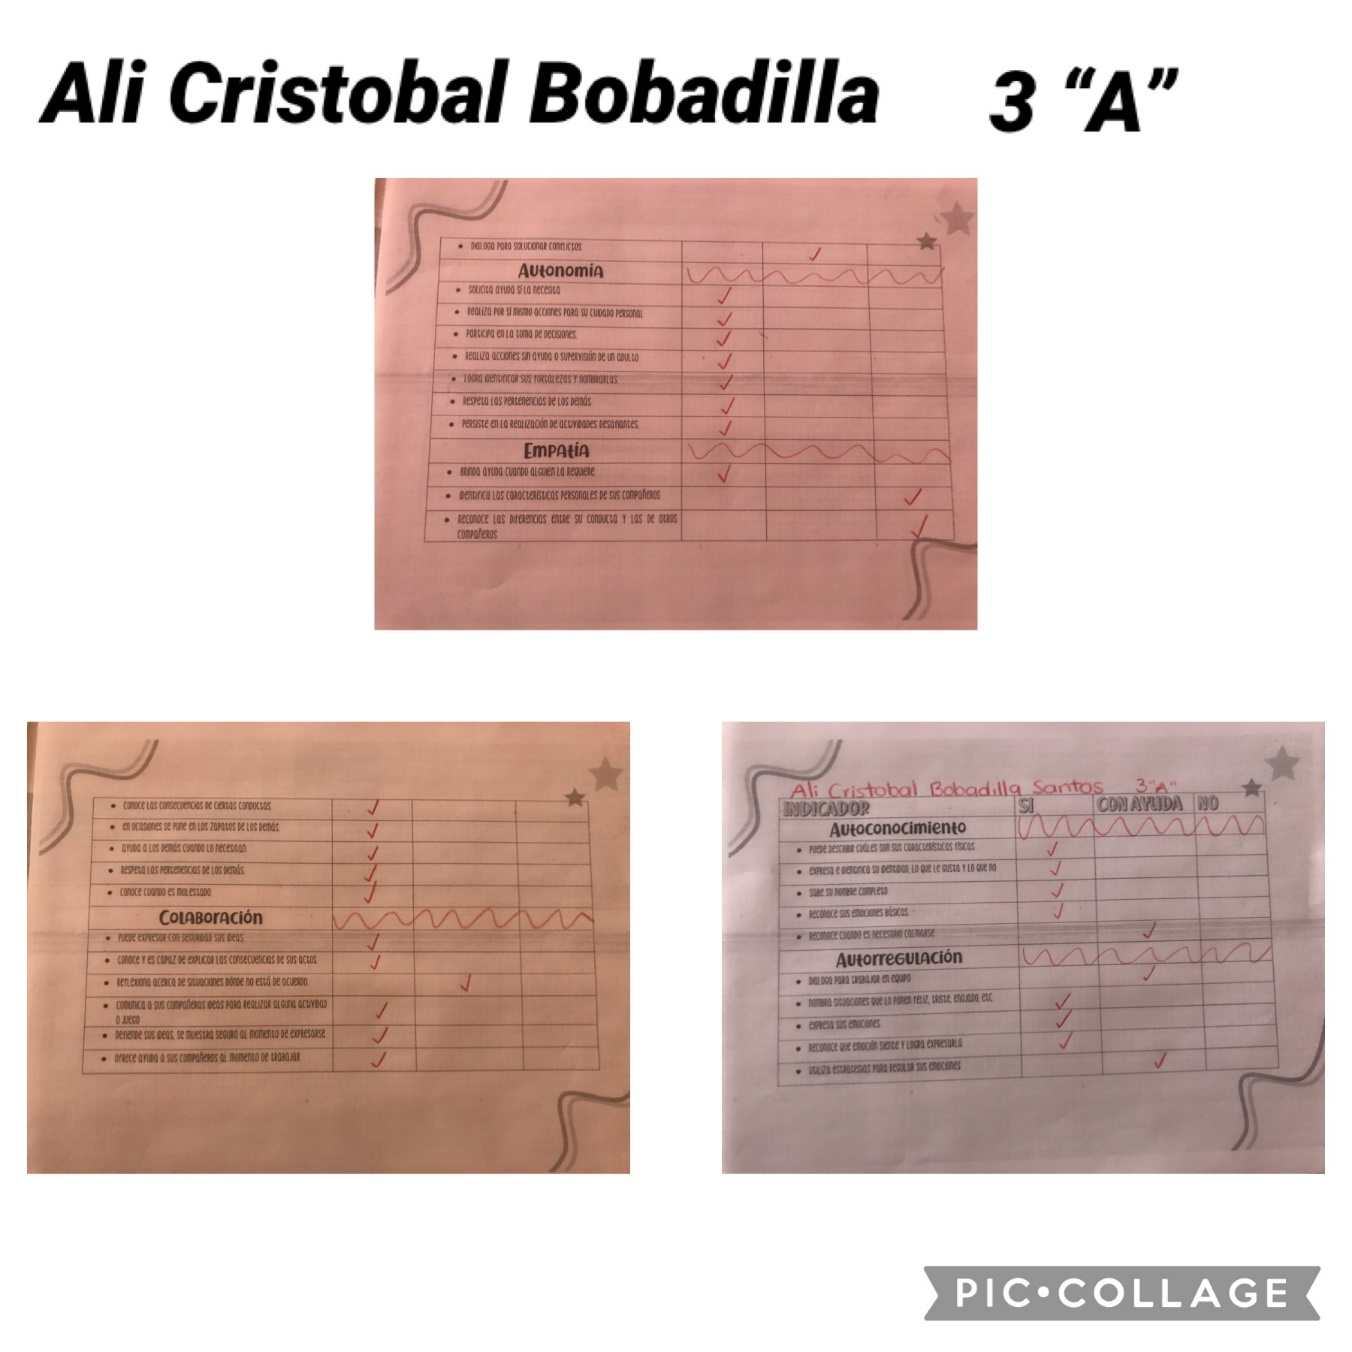 Ali Cristobal Bobadilla 3 “A”
• Dialoga para solucionar conflictos
Autonomía
• Solicita ayuda sí la necesita
• Realiza por sí mismo acciones para su cuidado personal
• Participa en la toma de decisiones.
• Realiza acciones sin ayuda o supervisión de un adulto
• Logra identificar sus fortalezas y nombrarlas
• Respeta las pertenencias de los demás
• Persiste en la realización de actividades desafiantes
Empatía
• Brinda ayuda cuando alguien la requiere
• Identifica las características personales de sus compañeros
• Reconoce las diferencias entre su conducta y las de otros
compañeros
• Conoce las consecuencias de ciertas conductas
• En ocasiones se pone en los zapatos de los demás
• Ayuda a los demás cuando lo necesitan
• Respeta las pertenencias de los demás.
• Conoce cuando es molestado
Colaboración
• Puede expresar con seguridad sus ideas
• Conoce y es capaz de explicar las consecuencias de sus actos
• Reflexiona acerca de situaciones donde no está de acuerdo
• Comunica a sus compañeros ideas para realizar alguna actividad
o juego
• Defiende sus ideas, se muestra seguro al momento de expresarse
• Ofrece ayuda a sus compañeros al momento de trabajar
Ali Cristobal Bobadilla Santos 3"A"
INDICADOR SI CON AYUDA NO
Autoconocimiento
• Puede describir cuáles son sus características físicas
• Expresa e identifica su identidad, lo que le gusta y lo que no
• Sabe su nombre completo
• Reconoce sus emociones básicas
• Reconoce cuando es necesario calmarse
Autorregulación
• Dialoga para trabajar en equipo
• Nombra situaciones que lo ponen feliz, triste, enojado, etc
• Expresa sus emociones
• Reconoce que emoción siente y logra expresarla
• Utiliza estrategias para regular sus emociones
PIC•COLLAGE